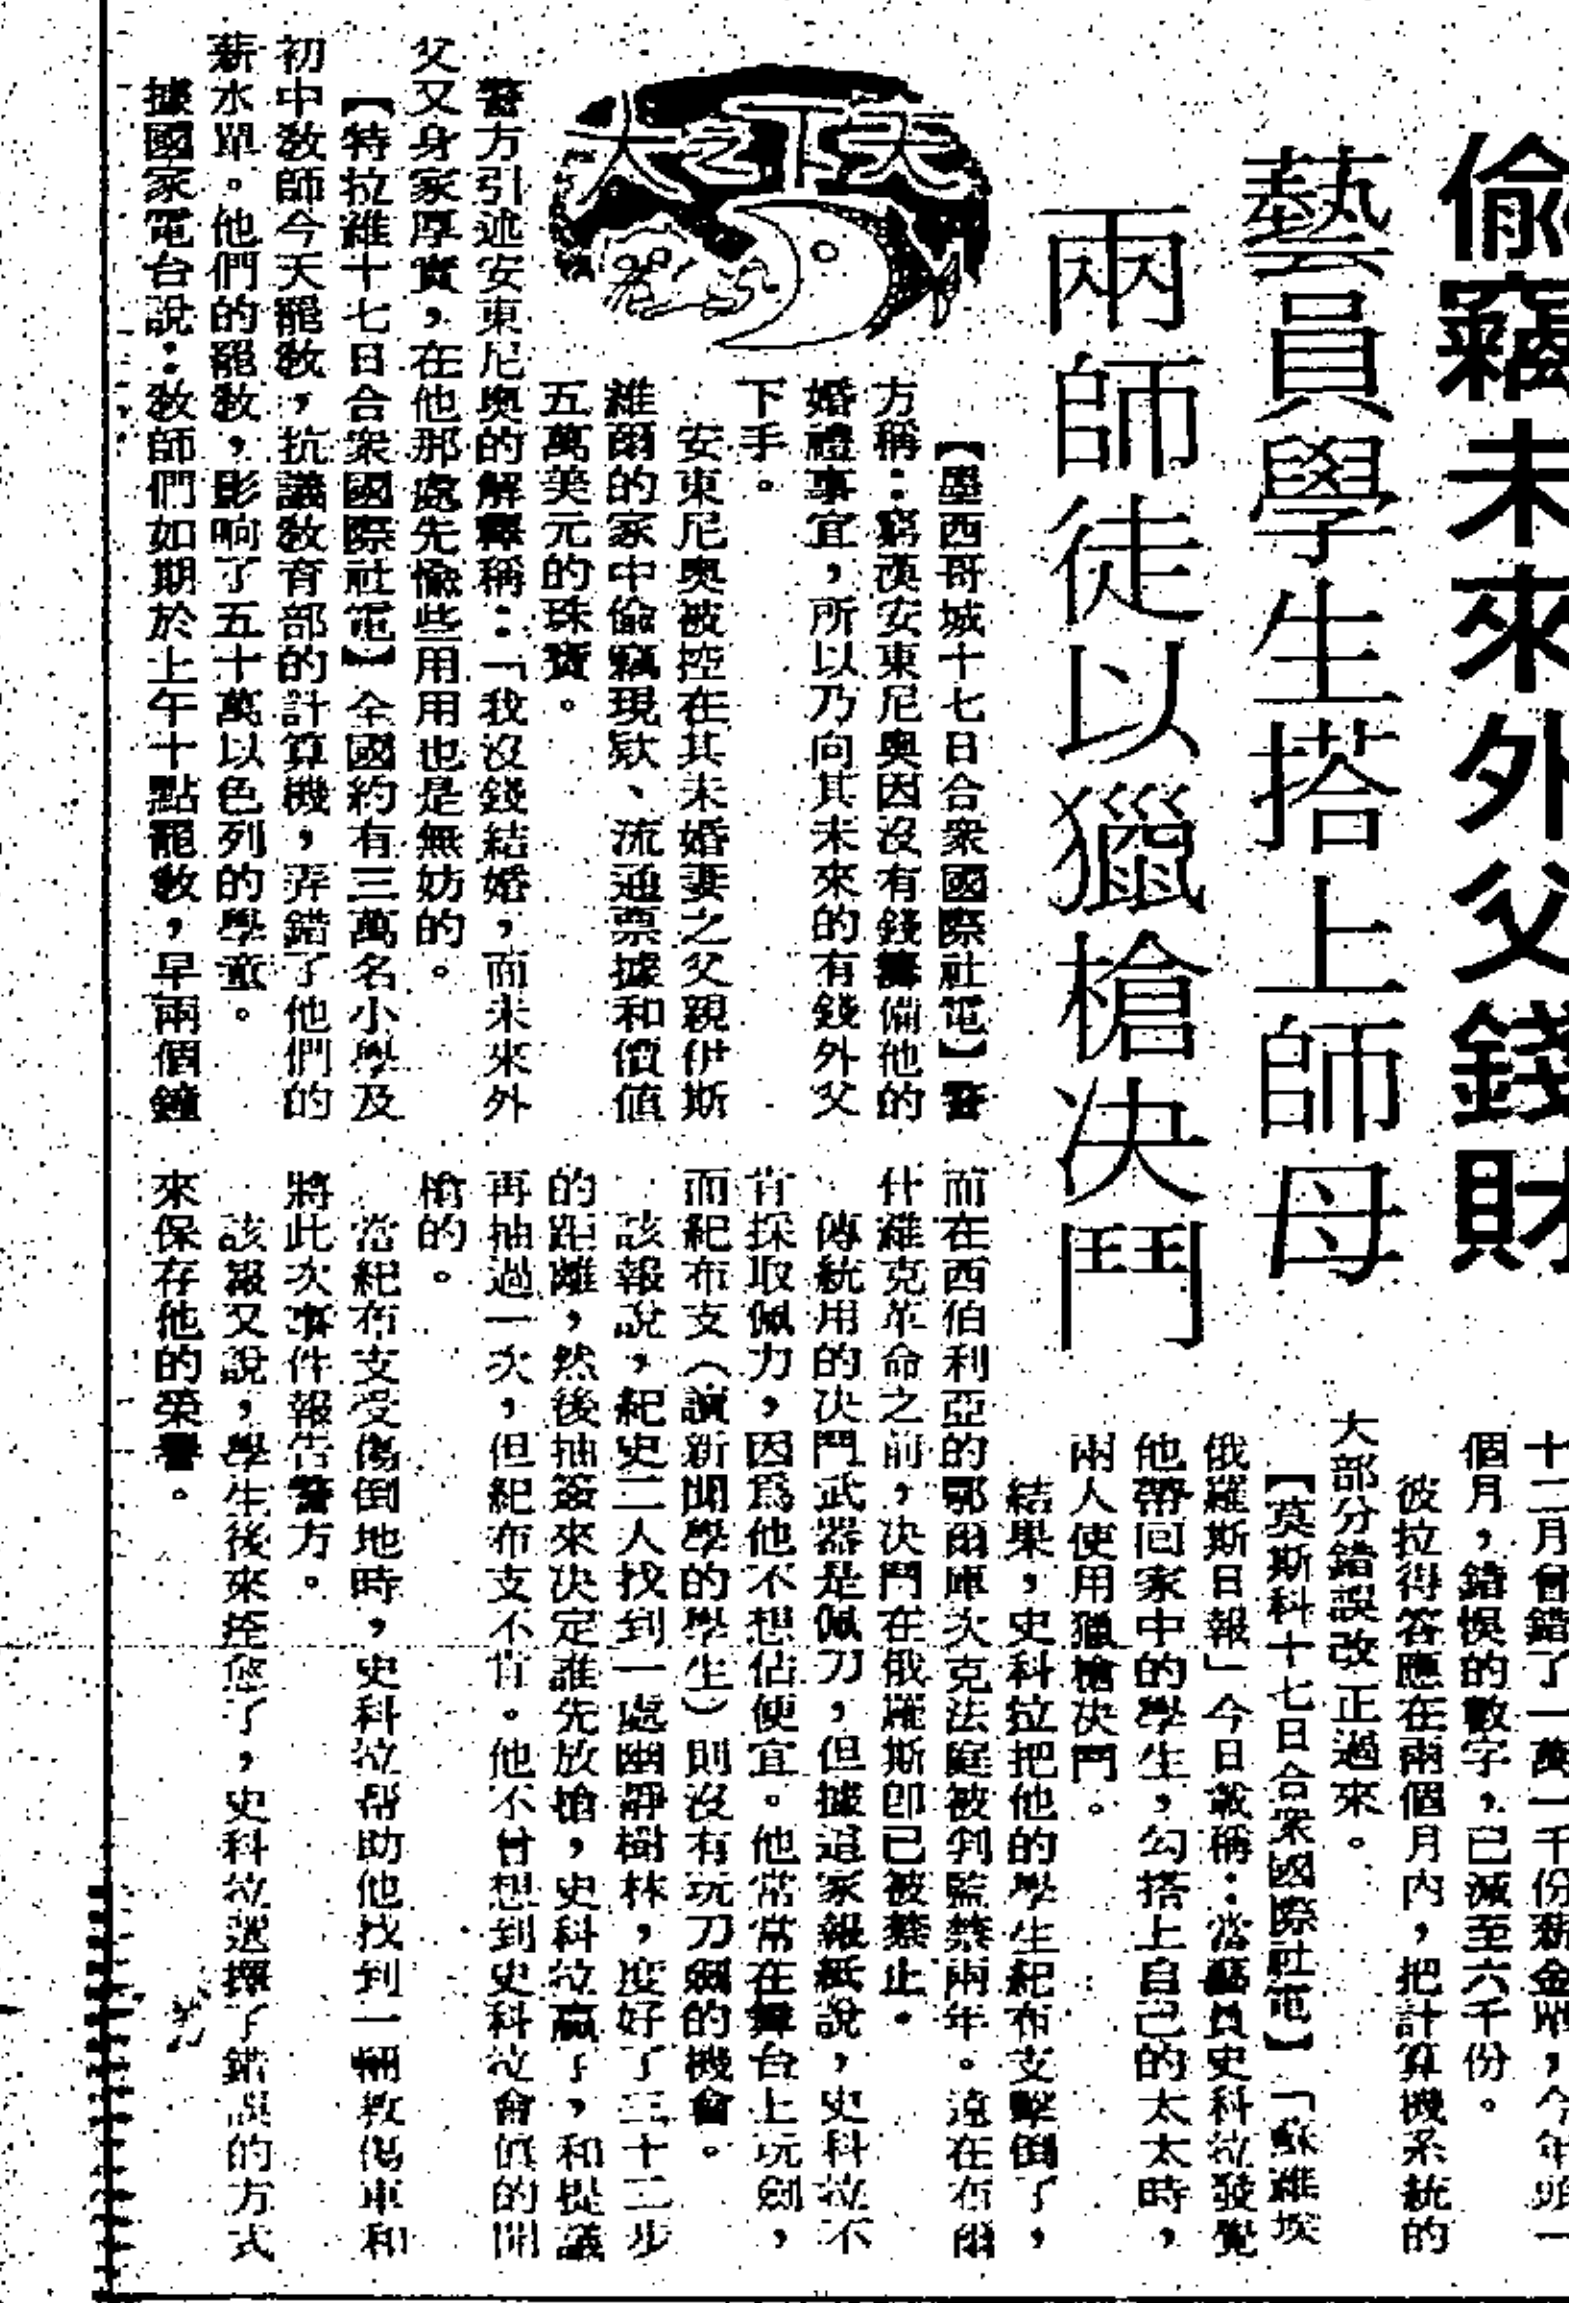 偷竊未來外父錢財
藝員學生搭上師母
兩師徒以獵槍决鬥
天下之大
【墨西哥城十七日合衆國際社電】警
方稱：窮漢安東尼奧因沒有錢籌備他的
婚禮事宜，所以乃向其未來的有錢外父
下手。
安東尼奧被控在其未婚妻之父親伊斯
維爾的家中偷竊現欵、流通票據和價值
五萬美元的珠寶。
警方引述安東尼奧的解釋稱：「我沒錢結婚，而未來外
父又身家厚實，在他那處先偷些用用也是無妨的。
【特拉維十七日合衆國際社電】全國約有三萬名小學及
初中敎師今天罷敎，抗議敎育部的計算機，弄錯了他們的
薪水單。他們的罷敎，影响了五十萬以色列的學童。
據國家電台說：敎師們如期於上午十點罷敎，早兩個鐘
十二月曾錯了一萬一千份薪金單，今年頭一
個月，錯悞的數字，已減至六千份。
彼拉得答應在兩個月內，把計算機系統的
大部分錯誤改正過來。
【莫斯科十七日合衆國際社電】「蘇維埃
俄羅斯日報」今日載稱：當藝員史科拉發覺
他帶回家中的學生，勾搭上自己的太太時，
兩人使用獵槍决鬥。
結果，史科拉把他的學生紀布支擊倒了，
而在西伯利亞的鄂爾庫次克法庭被判監禁兩年。遠在布爾
什維克革命之前，决鬥在俄羅斯卽已被禁止。
傳統用的决鬥武器是佩刀，但據這家報紙說，史科拉不
肯採取佩刀，因爲他不想佔便宜。他常常在舞台上玩劍，
而紀布支（讀新聞學的學生）則沒有玩刀劍的機會。
該報說，紀史二人找到一處幽靜樹林，度好了三十二步
的距離，然後抽簽來决定誰先放槍，史科拉贏了，和提議
再抽過一次，但紀布支不肯。他不曾想到史科拉會眞的開
槍的。
當紀布支受傷倒地時，史科拉帮助他找到一輛救傷車和
將此次事件報告警方。
該報又說，學生後來控他了，史科拉選擇了錯誤的方式
來保存他的榮譽。